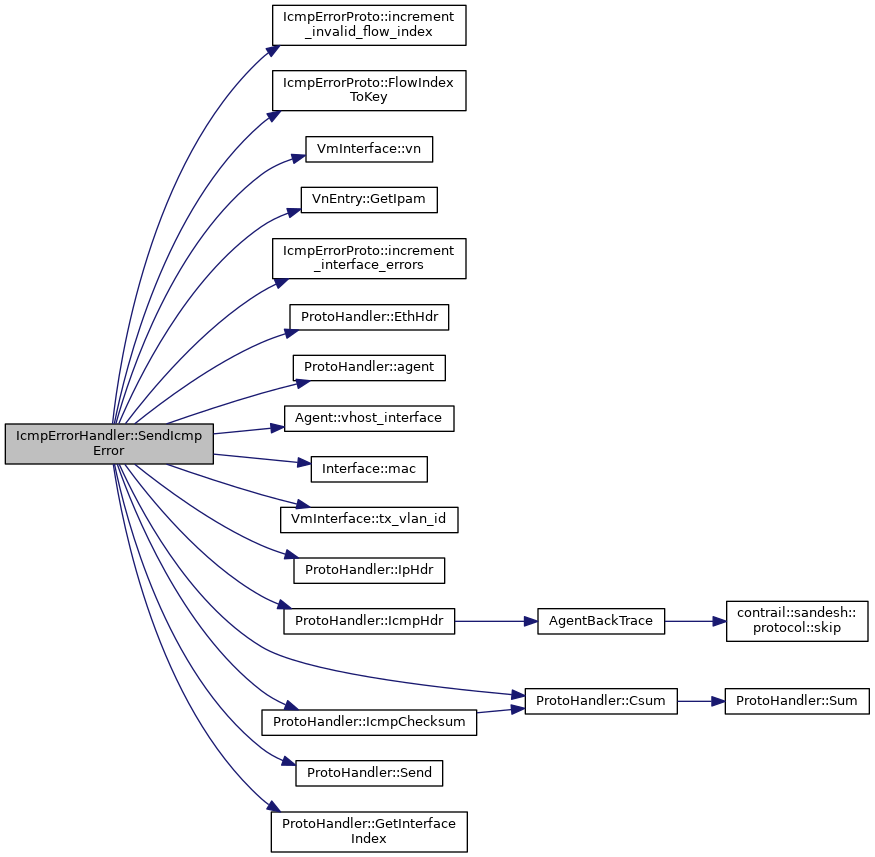 IcmpErrorProto::increment
_invalid_flow_index
IcmpErrorProto::FlowIndex
ToKey
VmInterface::vn
VnEntry::GetIpam
IcmpErrorProto::increment
_interface_errors
ProtoHandler::EthHdr
ProtoHandler::agent
Agent::vhost_interface
IcmpErrorHandler::SendIcmp
Error
Interface::mac
VmInterface::tx_vlan_id
ProtoHandler::IpHdr
ProtoHandler::IcmpHdr
AgentBackTrace
contrail::sandesh::
protocol::skip
ProtoHandler::Csum
ProtoHandler::Sum
ProtoHandler::IcmpChecksum
ProtoHandler::Send
ProtoHandler::GetInterface
Index